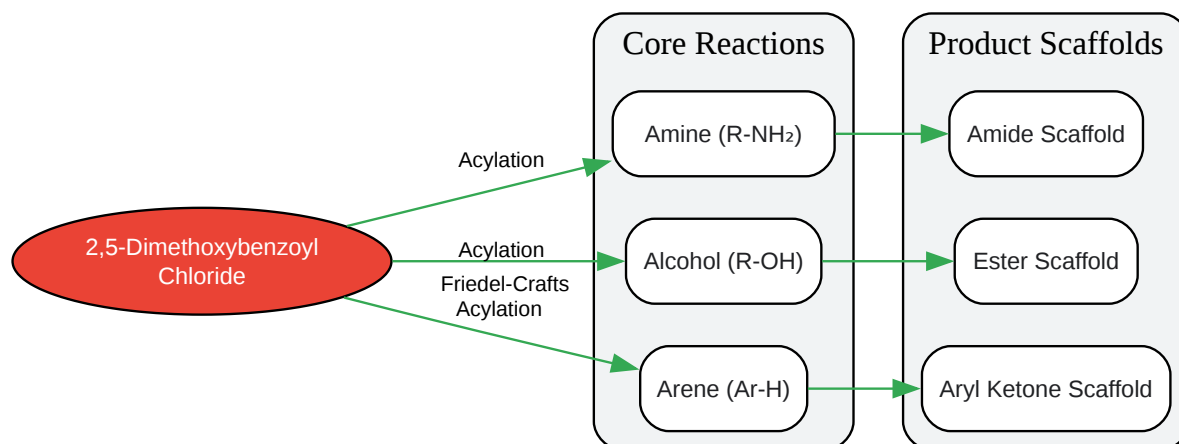 Core Reactions
Product Scaffolds
Amine (R-NH₂)
Amide Scaffold
Acylation
2,5-Dimethoxybenzoyl
Chloride
Acylation
Alcohol (R-OH)
Ester Scaffold
Friedel-Crafts
Acylation
Arene (Ar-H)
Aryl Ketone Scaffold